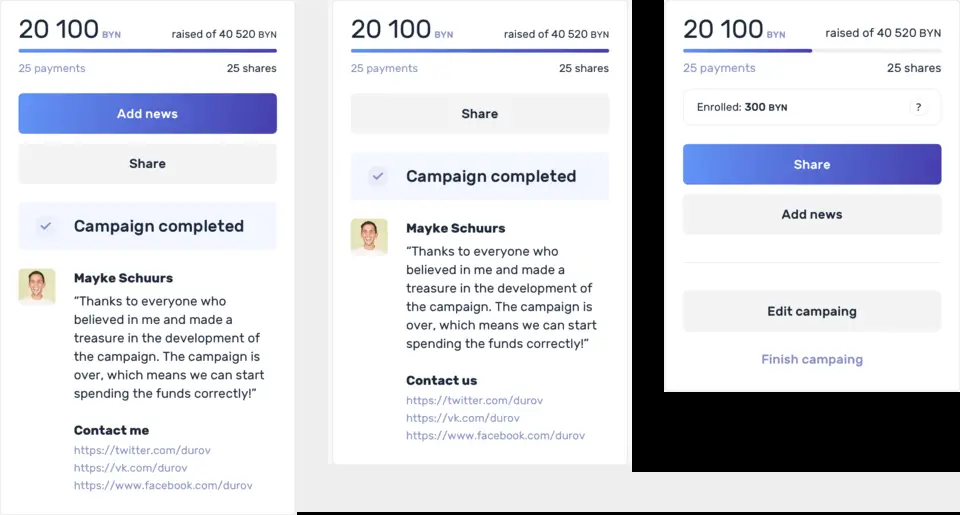 20 100 BYN raised of 40 520 BYN
25 payments 25 shares
Add news
Share
Campaign completed
Mayke Schuurs
“Thanks to everyone who
believed in me and made a
treasure in the development of
the campaign. The campaign is
over, which means we can start
spending the funds correctly!”
Contact me
https://twitter.com/durov
https://vk.com/durov
https://www.facebook.com/durov
20 100 BYN raised of 40 520 BYN
25 payments 25 shares
Share
Campaign completed
Mayke Schuurs
“Thanks to everyone who
believed in me and made a
treasure in the development of
the campaign. The campaign is
over, which means we can start
spending the funds correctly!”
Contact us
https://twitter.com/durov
https://vk.com/durov
https://www.facebook.com/durov
20 100 BYN raised of 40 520 BYN
25 payments 25 shares
Enrolled: 300 BYN ?
Share
Add news
Edit campaing
Finish campaing